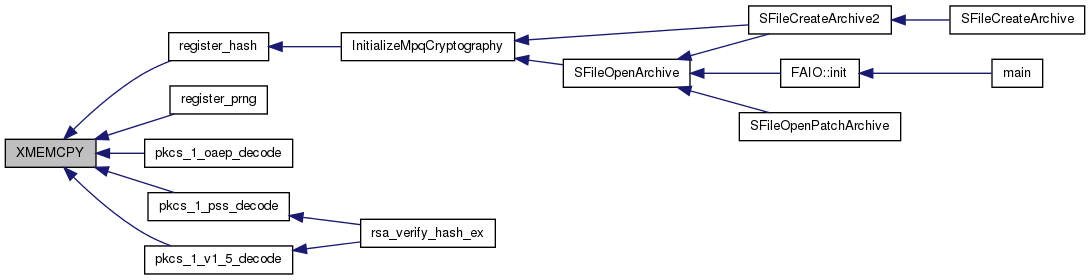 SFileCreateArchive2
SFileCreateArchive
register_hash
InitializeMpqCryptography
SFileOpenArchive
FAIO::init
main
register_prng
SFileOpenPatchArchive
XMEMCPY
pkcs_1_oaep_decode
pkcs_1_pss_decode
rsa_verify_hash_ex
pkcs_1_v1_5_decode